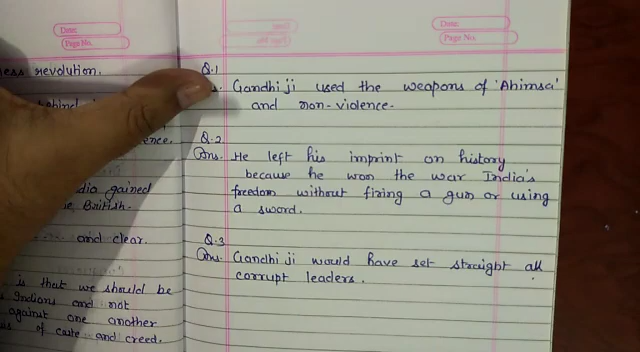 Date:
Page No.
ness revolution.
behind
ence.
dia gained
e British.
and clear.
is that we should be
s Indians and not
against one another
of caste and creed.
Date:
Page No.
Q.1
s. Gandhiji used the weapons of 'Ahimsa'
and non-violence.
Q.2
Ans. He left his imprint on history
because he won the war India's
freedom without firing a gun or using
a sword.
Q.3
Ans. Gandhiji would have set straight all
corrupt leaders.